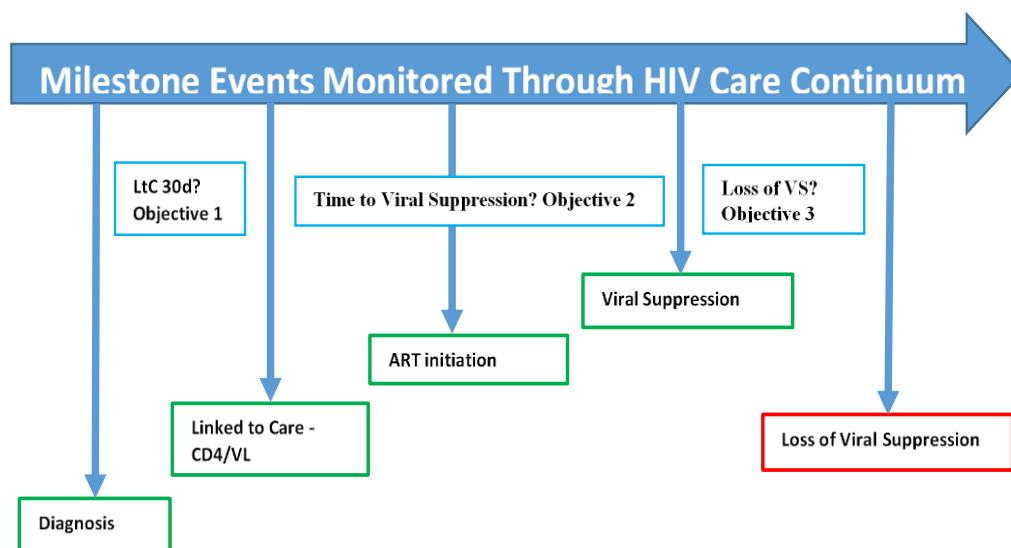 Milestone Events Monitored Through HIV Care Continuum
LtC 30d?
Objective 1
Time to Viral Suppression? Objective 2
Loss of VS?
Objective 3
Viral Suppression
ART initiation
Linked to Care -
CD4/VL
Loss of Viral Suppression
Diagnosis